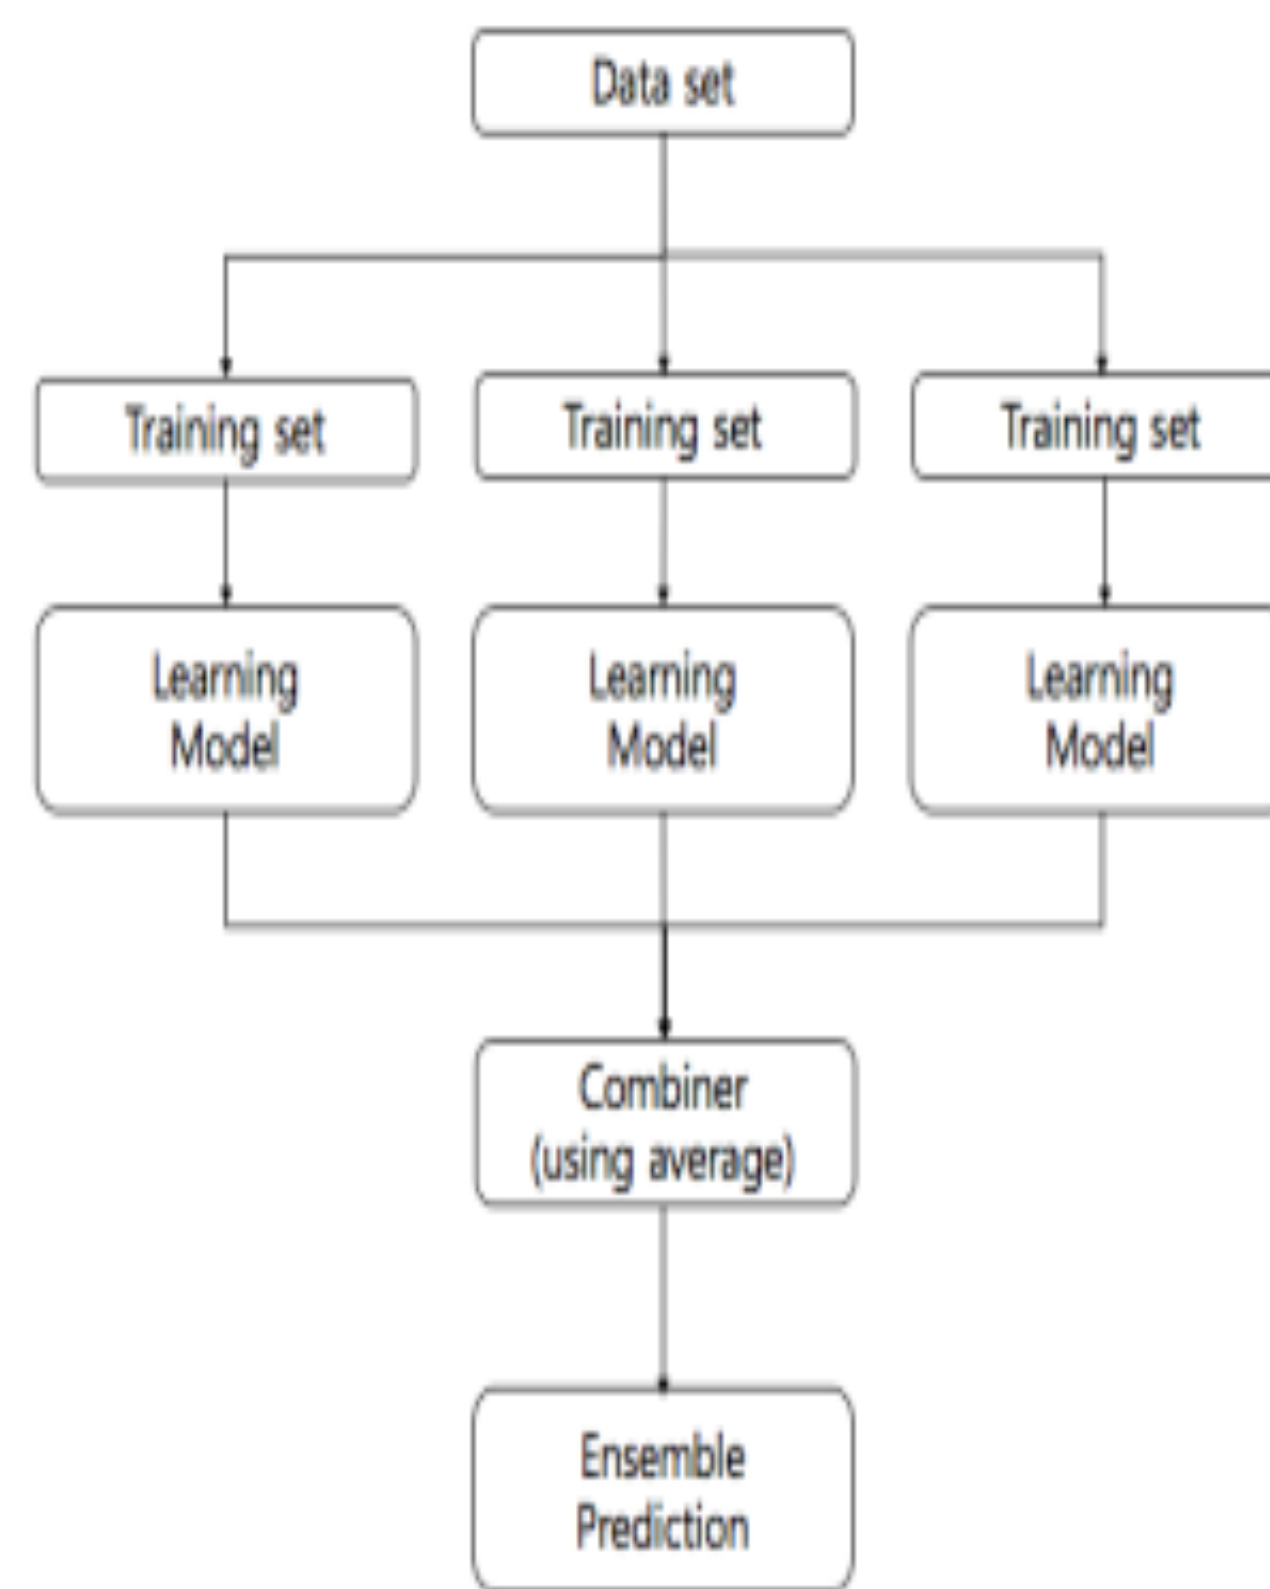 Data set
Training set
Training set
Training set
Learning
Model
Learning
Model
Learning
Model
Combiner
(using average)
Ensemble
Prediction